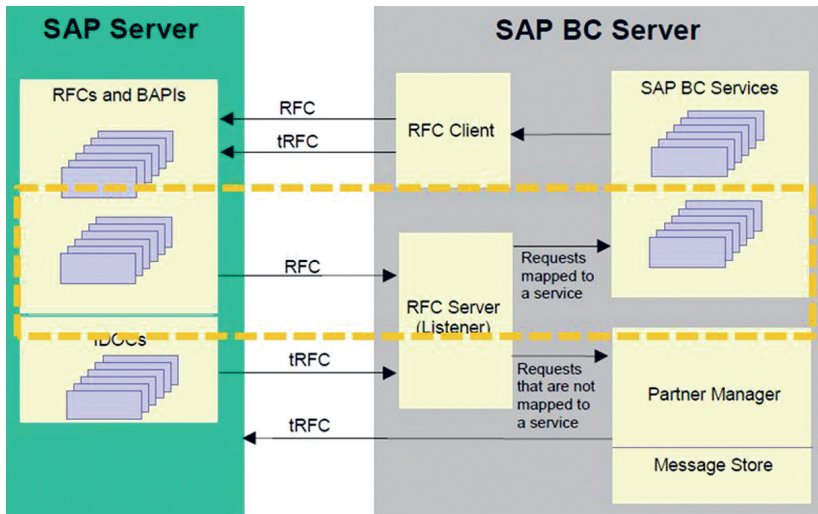 SAP Server
SAP BC Server
RFCs and BAPIs
RFC
tRFC
RFC Client
SAP BC Services
RFC
RFC Server
(Listener)
Requests
mapped to
a service
IDOCs
tRFC
Requests
that are not
mapped to
a service
Partner Manager
tRFC
Message Store